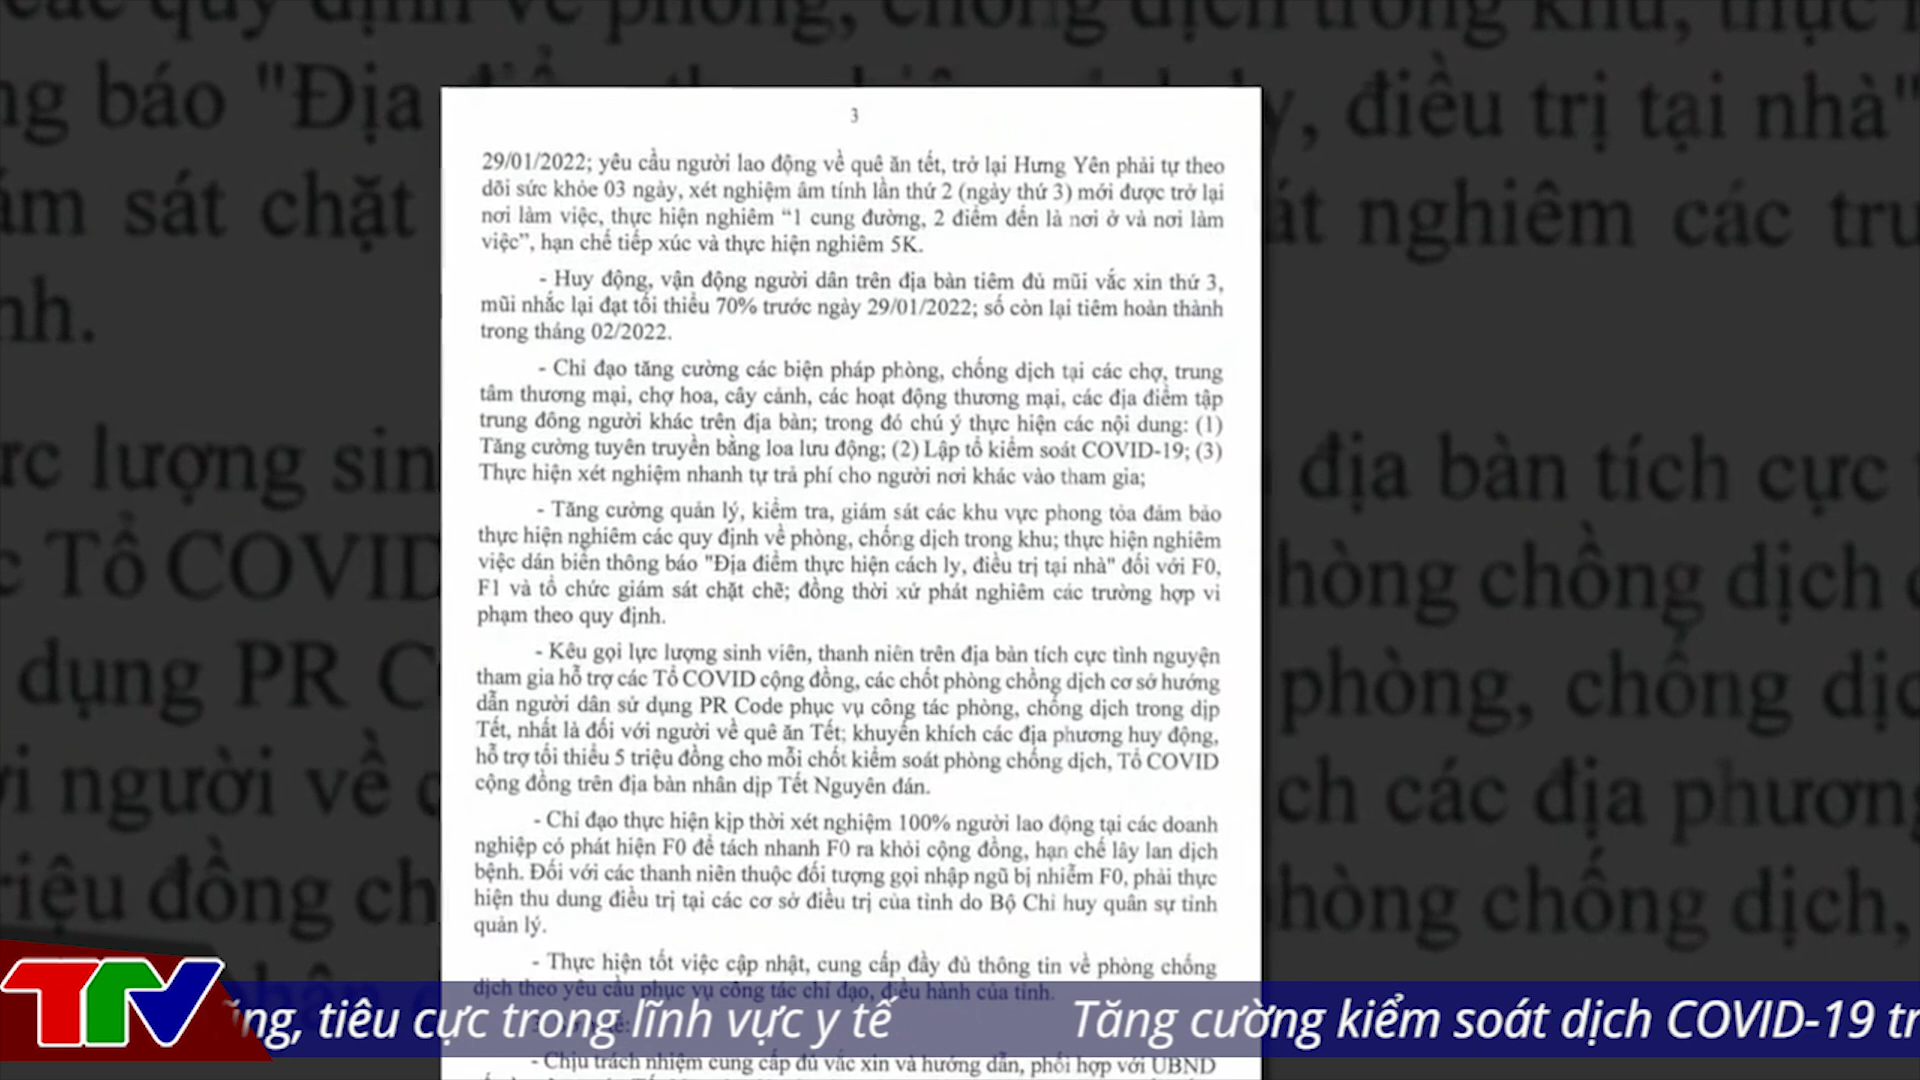 3
29/01/2022; yêu cầu người lao động về quê ăn tết, trở lại Hưng Yên phải tự theo
dõi sức khỏe 03 ngày, xét nghiệm âm tính lần thứ 2 (ngày thứ 3) mới được trở lại
nơi làm việc, thực hiện nghiêm “1 cung đường, 2 điểm đến là nơi ở và nơi làm
việc”, hạn chế tiếp xúc và thực hiện nghiêm 5K.
- Huy động, vận động người dân trên địa bàn tiêm đủ mũi vắc xin thứ 3,
mũi nhắc lại đạt tối thiểu 70% trước ngày 29/01/2022; số còn lại tiêm hoàn thành
trong tháng 02/2022.
- Chỉ đạo tăng cường các biện pháp phòng, chống dịch tại các chợ, trung
tâm thương mại, chợ hoa, cây cảnh, các hoạt động thương mại, các địa điểm tập
trung đông người khác trên địa bàn; trong đó chú ý thực hiện các nội dung: (1)
Tăng cường tuyên truyền bằng loa lưu động; (2) Lập tổ kiểm soát COVID-19; (3)
Thực hiện xét nghiệm nhanh tự trả phí cho người nơi khác vào tham gia;
- Tăng cường quản lý, kiểm tra, giám sát các khu vực phong tỏa đảm bảo
thực hiện nghiêm các quy định về phòng, chống dịch trong khu; thực hiện nghiêm
việc dán biển thông báo "Địa điểm thực hiện cách ly, điều trị tại nhà" đối với F0,
F1 và tổ chức giám sát chặt chẽ; đồng thời xử phát nghiêm các trường hợp vi
phạm theo quy định.
- Kêu gọi lực lượng sinh viên, thanh niên trên địa bàn tích cực tình nguyện
tham gia hỗ trợ các Tổ COVID cộng đồng, các chốt phòng chồng dịch cơ sở hướng
dẫn người dân sử dụng PR Code phục vụ công tác phòng, chống dịch trong dịp
Tết, nhất là đối với người về quê ăn Tết; khuyến khích các địa phương huy động,
hỗ trợ tối thiểu 5 triệu đồng cho mỗi chốt kiểm soát phòng chống dịch, Tổ COVID
cộng đồng trên địa bàn nhân dịp Tết Nguyên đán.
- Chỉ đạo thực hiện kịp thời xét nghiệm 100% người lao động tại các doanh
nghiệp có phát hiện F0 để tách nhanh F0 ra khỏi cộng đồng, hạn chế lây lan dịch
bệnh. Đối với các thanh niên thuộc đối tượng gọi nhập ngũ bị nhiễm F0, phải thực
hiện thu dung điều trị tại các cơ sở điều trị của tỉnh do Bộ Chỉ huy quân sự tỉnh
quản lý.
- Thực hiện tốt việc cập nhật, cung cấp đầy đủ thông tin về phòng chống
dịch theo yêu cầu phục vụ công tác chỉ đạo, điều hành của tỉnh.
TTV
ng, tiêu cực trong lĩnh vực y tế Tăng cường kiểm soát dịch COVID-19 tr
- Chịu trách nhiệm cung cấp đủ vắc xin và hướng dẫn, phối hợp với UBND